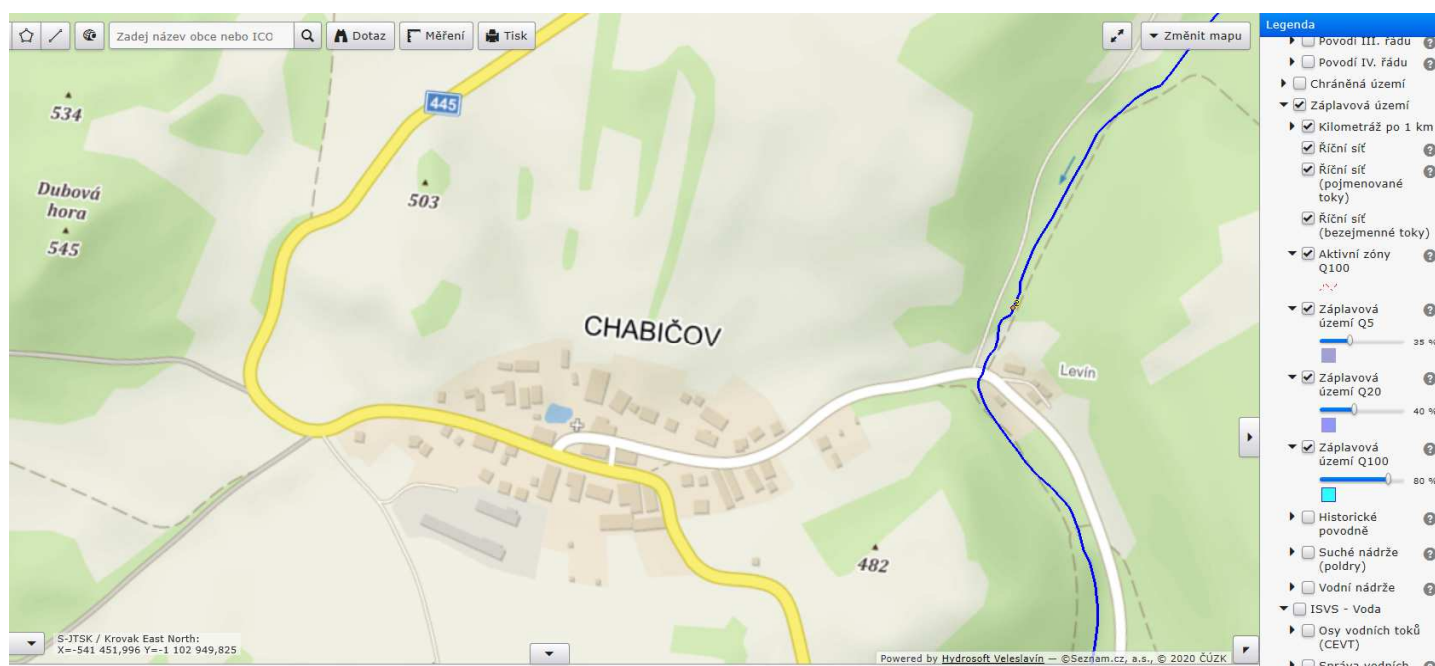 Zadej název obce nebo IČO
Dotaz
Měření
Tisk
Změnit mapu
534
445
Dubová
hora
545
503
CHABIČOV
Levín
482
S-JTSK / Krovak East North:
X=-541 451,996 Y=-1 102 949,825
Powered by Hydrosoft Veleslavín — ©Seznam.cz, a.s., © 2020 ČÚZK
Legenda
Povodí III. řádu
Povodí IV. řádu
Chráněná území
Záplavová území
Kilometráž po 1 km
Říční síť
Říční síť
(pojmenované
toky)
Říční síť
(bezejmenné toky)
Aktivní zóny
Q100
Záplavová
území Q5
35 %
Záplavová
území Q20
40 %
Záplavová
území Q100
80 %
Historické
povodně
Suché nádrže
(poldry)
Vodní nádrže
ISVS - Voda
Osy vodních toků
(CEVT)
Správa vodních